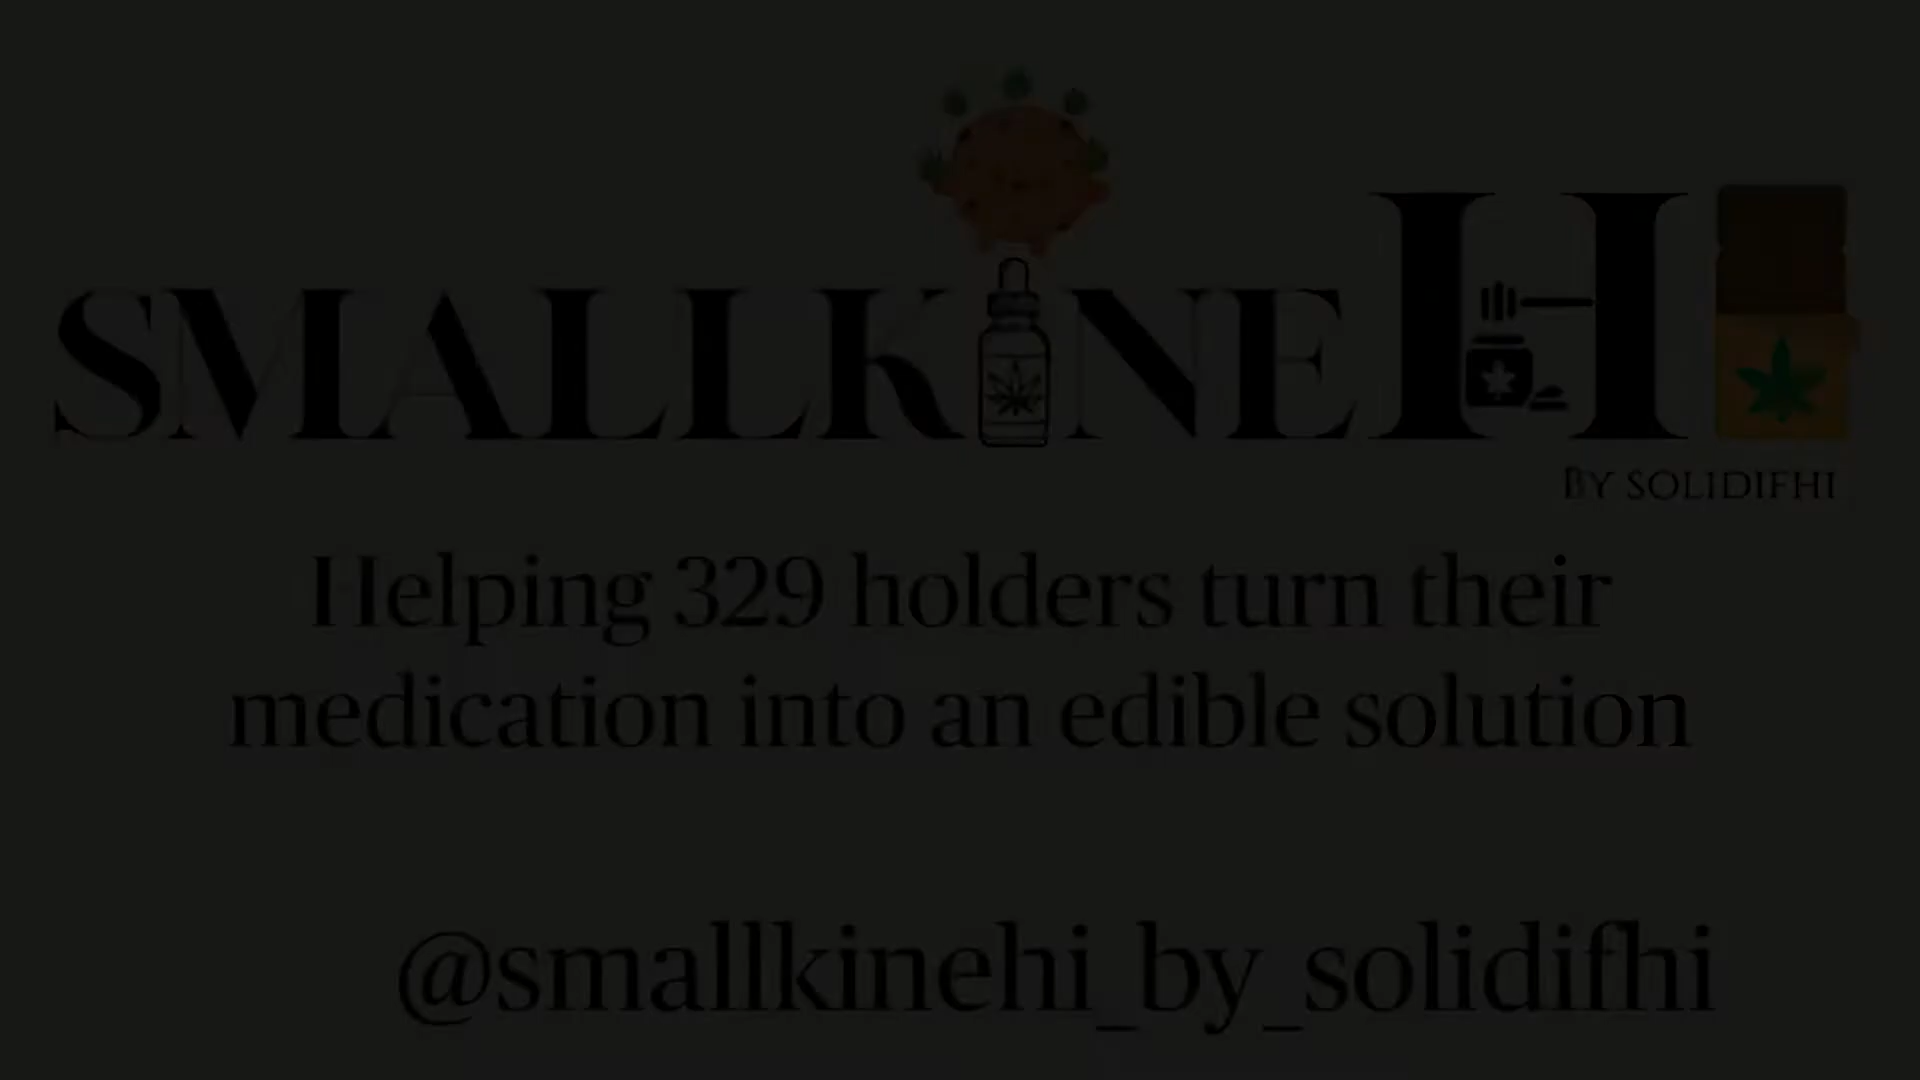 SMALLKINEHI
BY SOLIDIFHI
Helping 329 holders turn their
medication into an edible solution
@smallkinehi_by_solidifhi